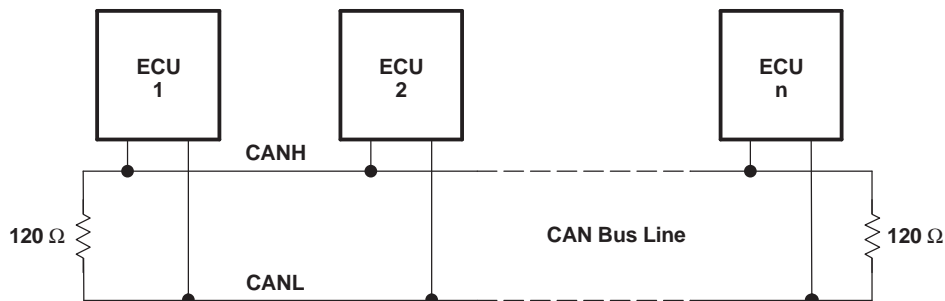 ECU
1
ECU
2
ECU
n
CANH
120 Ω
CAN Bus Line
120 Ω
CANL